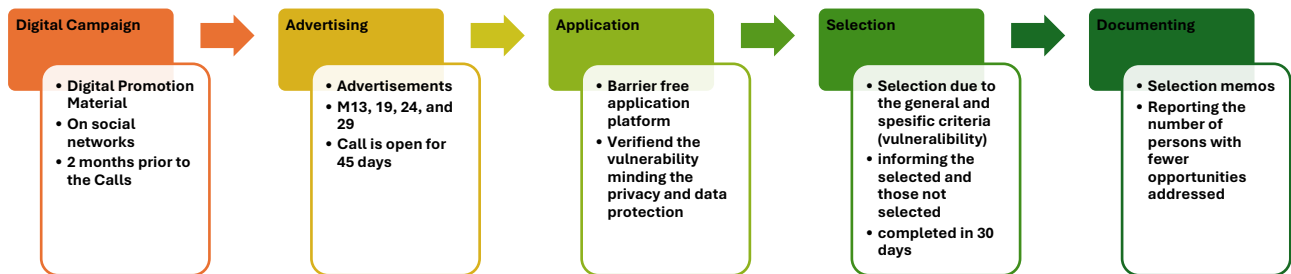 Digital Campaign
• Digital Promotion
Material
• On social
networks
• 2 months prior to
the Calls
Advertising
• Advertisements
• M13, 19, 24, and
29
• Call is open for
45 days
Application
• Barrier free
application
platform
• Verifiend the
vulnerability
minding the
privacy and data
protection
Selection
• Selection due to
the general and
spesific criteria
(vulneralibility)
• informing the
selected and
those not
selected
• completed in 30
days
Documenting
• Selection memos
• Reporting the
number of
persons with
fewer
opportunities
addressed